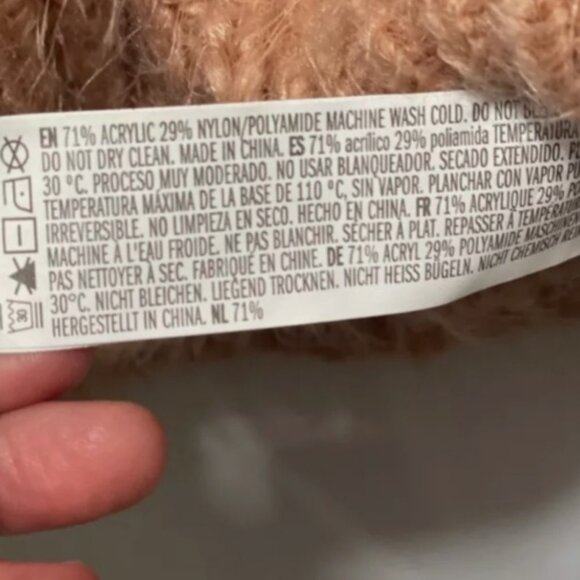 EN 71% ACRYLIC 29% NYLON/POLYAMIDE MACHINE WASH COLD. DO NOT
DO NOT DRY CLEAN. MADE IN CHINA. ES 71% acrílico 29% poliamida TEMPERATURA
30 ºC. PROCESO MUY MODERADO. NO USAR BLANQUEADOR. SECADO EXTENDIDO.
TEMPERATURA MÁXIMA DE LA BASE DE 110 ºC, SIN VAPOR. PLANCHAR CON VAPOR
IRREVERSIBLE. NO LIMPIEZA EN SECO. HECHO EN CHINA. FR 71% ACRYLIQUE 29%
MACHINE À L'EAU FROIDE. NE PAS BLANCHIR. SÉCHER À PLAT. REPASSER À
PAS NETTOYER À SEC. FABRIQUÉ EN CHINE. DE 71% ACRYL 29% POLYAMIDE
30°C. NICHT BLEICHEN. LIEGEND TROCKNEN. NICHT HEISS BÜGELN. NICHT CHEMISCH
HERGESTELLT IN CHINA. NL 71%
30